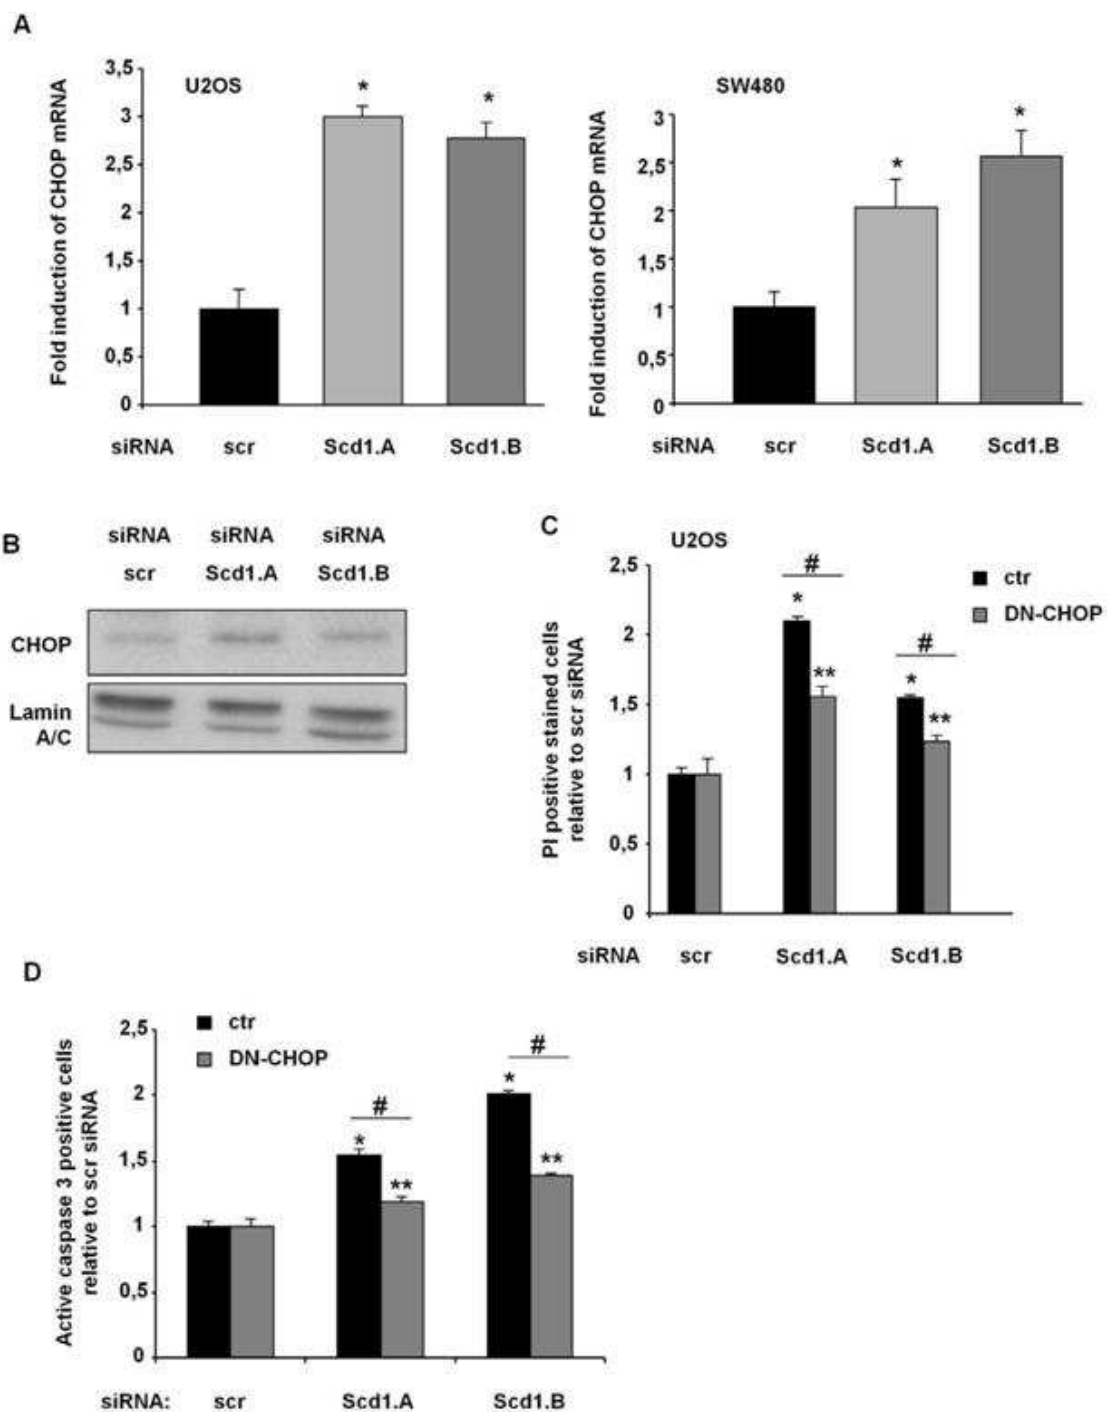 A
U2OS
Fold induction of CHOP mRNA
3,5
3
2,5
2
1,5
1
0,5
0
*
*
siRNA scr Scd1.A Scd1.B
SW480
Fold induction of CHOP mRNA
3
2,5
2
1,5
1
0,5
0
*
*
siRNA scr Scd1.A Scd1.B
B
siRNA siRNA siRNA
scr Scd1.A Scd1.B
CHOP
Lamin
A/C
C
U2OS
ctr
DN-CHOP
PI positive stained cells
relative to scr siRNA
2,5
2
1,5
1
0,5
0
#
*
**
#
*
**
siRNA scr Scd1.A Scd1.B
D
ctr
DN-CHOP
Active caspase 3 positive cells
relative to scr siRNA
2,5
2
1,5
1
0,5
0
#
*
**
#
*
**
siRNA: scr Scd1.A Scd1.B